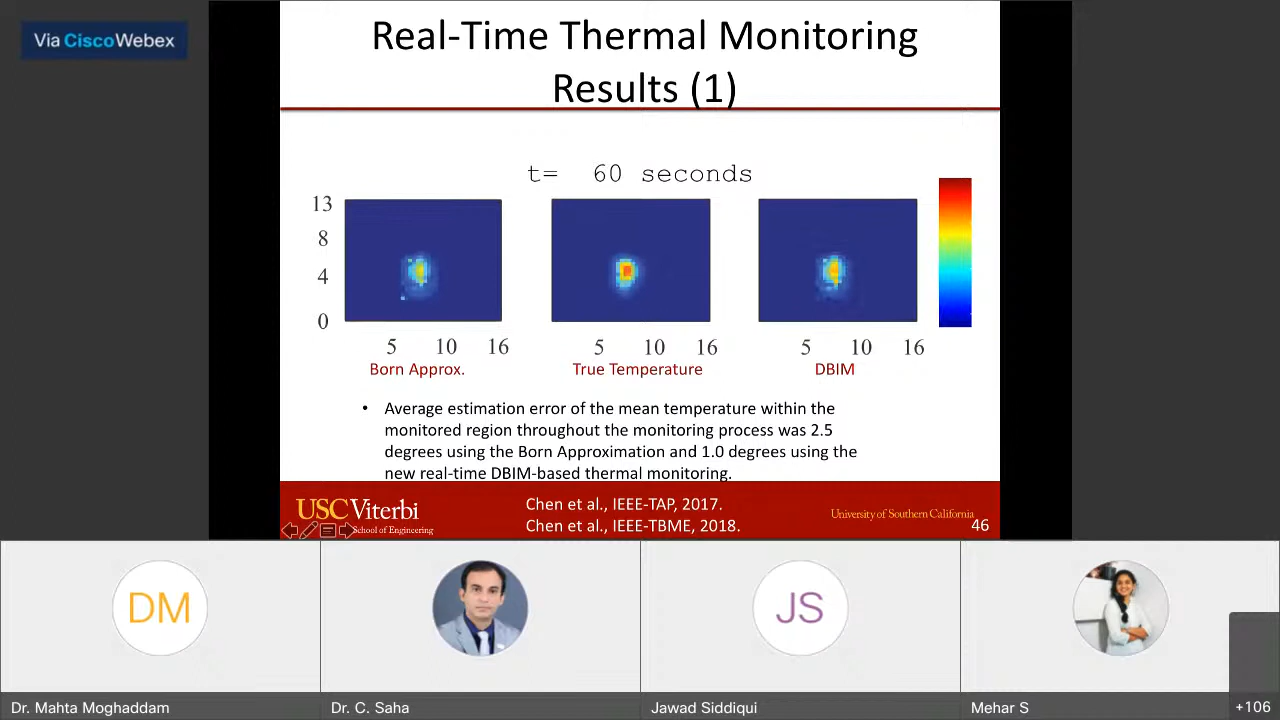 Via CiscoWebex
Real-Time Thermal Monitoring
Results (1)
t= 60 seconds
13
8
4
0
5 10 16
5 10 16
5 10 16
Born Approx.
True Temperature
DBIM
• Average estimation error of the mean temperature within the
monitored region throughout the monitoring process was 2.5
degrees using the Born Approximation and 1.0 degrees using the
new real-time DBIM-based thermal monitoring.
USC Viterbi
School of Engineering
Chen et al., IEEE-TAP, 2017.
Chen et al., IEEE-TBME, 2018.
University of Southern California
46
DM
JS
Dr. Mahta Moghaddam
Dr. C. Saha
Jawad Siddiqui
Mehar S
+106